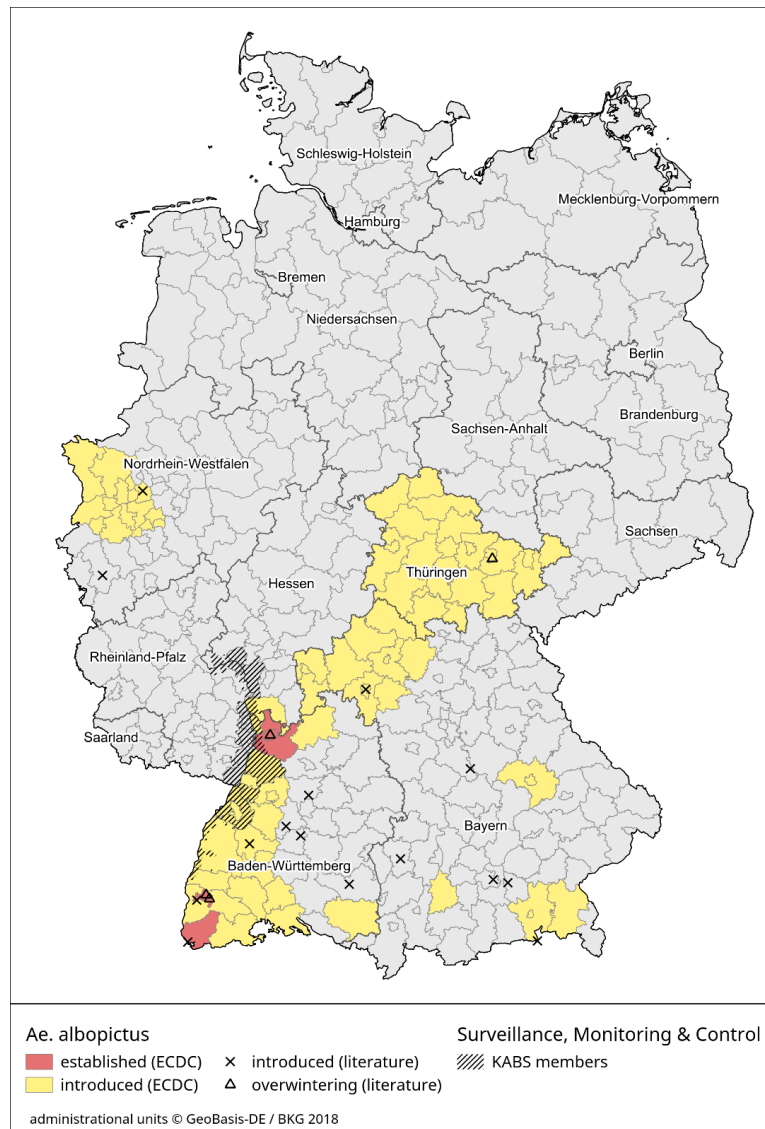 Schleswig-Holstein
Mecklenburg-Vorpommern
Hamburg
Bremen
Niedersachsen
Berlin
Brandenburg
Sachsen-Anhalt
Nordrhein-Westfalen
Sachsen
Thüringen
Hessen
Rheinland-Pfalz
Saarland
Bayern
Baden-Württemberg
Ae. albopictus
established (ECDC)
introduced (ECDC)
introduced (literature)
overwintering (literature)
Surveillance, Monitoring & Control
KABS members
administrational units © GeoBasis-DE / BKG 2018